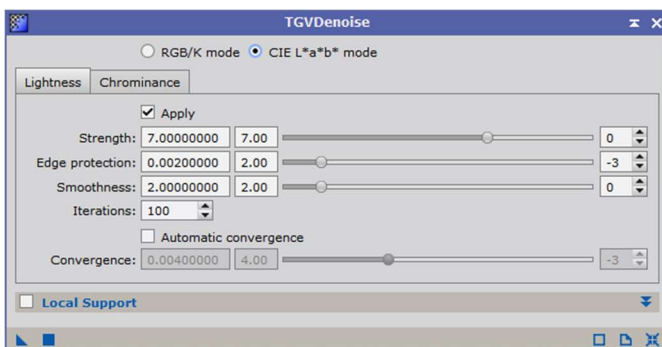 TGVDenoise
RGB/K mode CIE L*a*b* mode
Lightness Chrominance
Apply
Strength: 7.00000000 7.00 0
Edge protection: 0.00200000 2.00 -3
Smoothness: 2.00000000 2.00 0
Iterations: 100
Automatic convergence
Convergence: 0.00400000 4.00 -3
Local Support